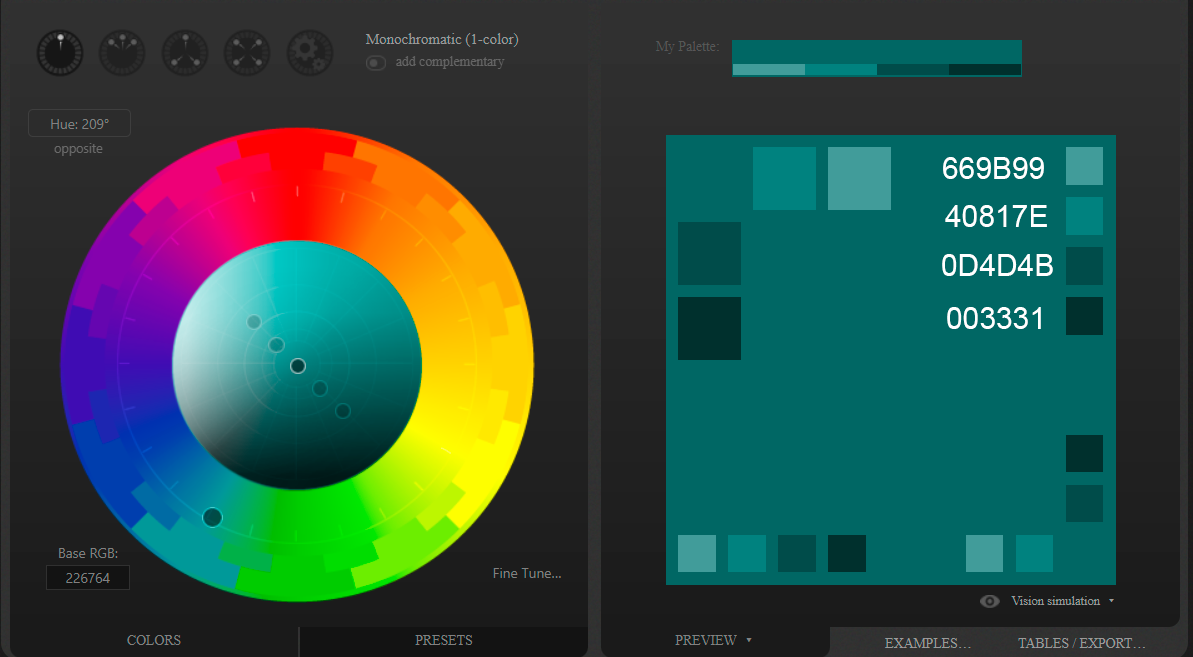 Monochromatic (1-color)
add complementary
Hue: 209°
opposite
Base RGB:
226764
Fine Tune...
COLORS
PRESETS
My Palette:
669B99
40817E
0D4D4B
003331
Vision simulation
PREVIEW
EXAMPLES...
TABLES / EXPORT...